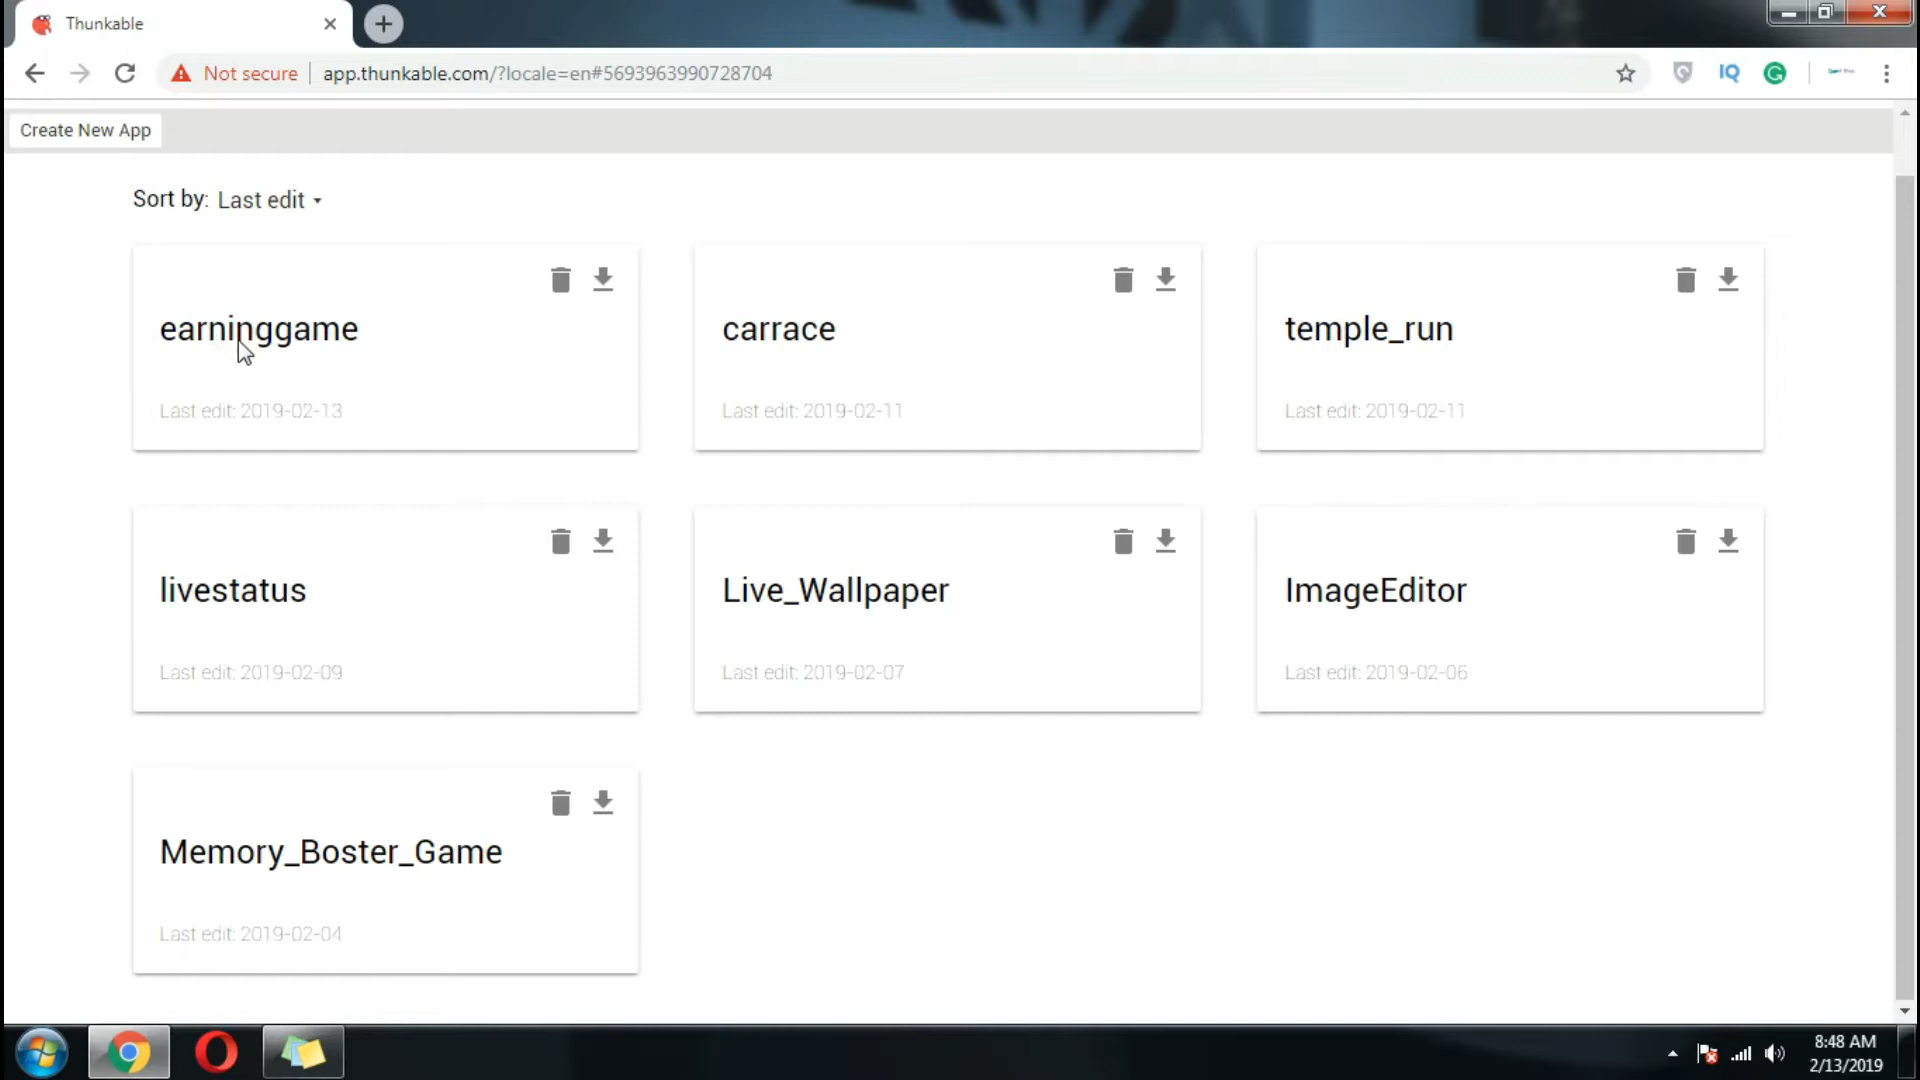 Thunkable
Not secure
app.thunkable.com/?locale=en#5693963990728704
IQ
Create New App
Sort by: Last edit
earninggame
Last edit: 2019-02-13
carrace
Last edit: 2019-02-11
temple_run
Last edit: 2019-02-11
livestatus
Last edit: 2019-02-09
Live_Wallpaper
Last edit: 2019-02-07
ImageEditor
Last edit: 2019-02-06
Memory_Boster_Game
Last edit: 2019-02-04
8:48 AM
2/13/2019